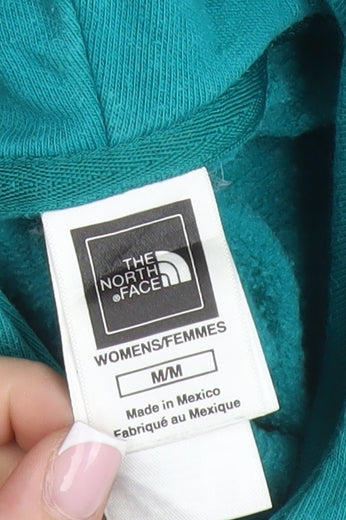 THE
NORTH
®FACE
WOMENS/FEMMES
M/M
Made in Mexico
Fabriqué au Mexique